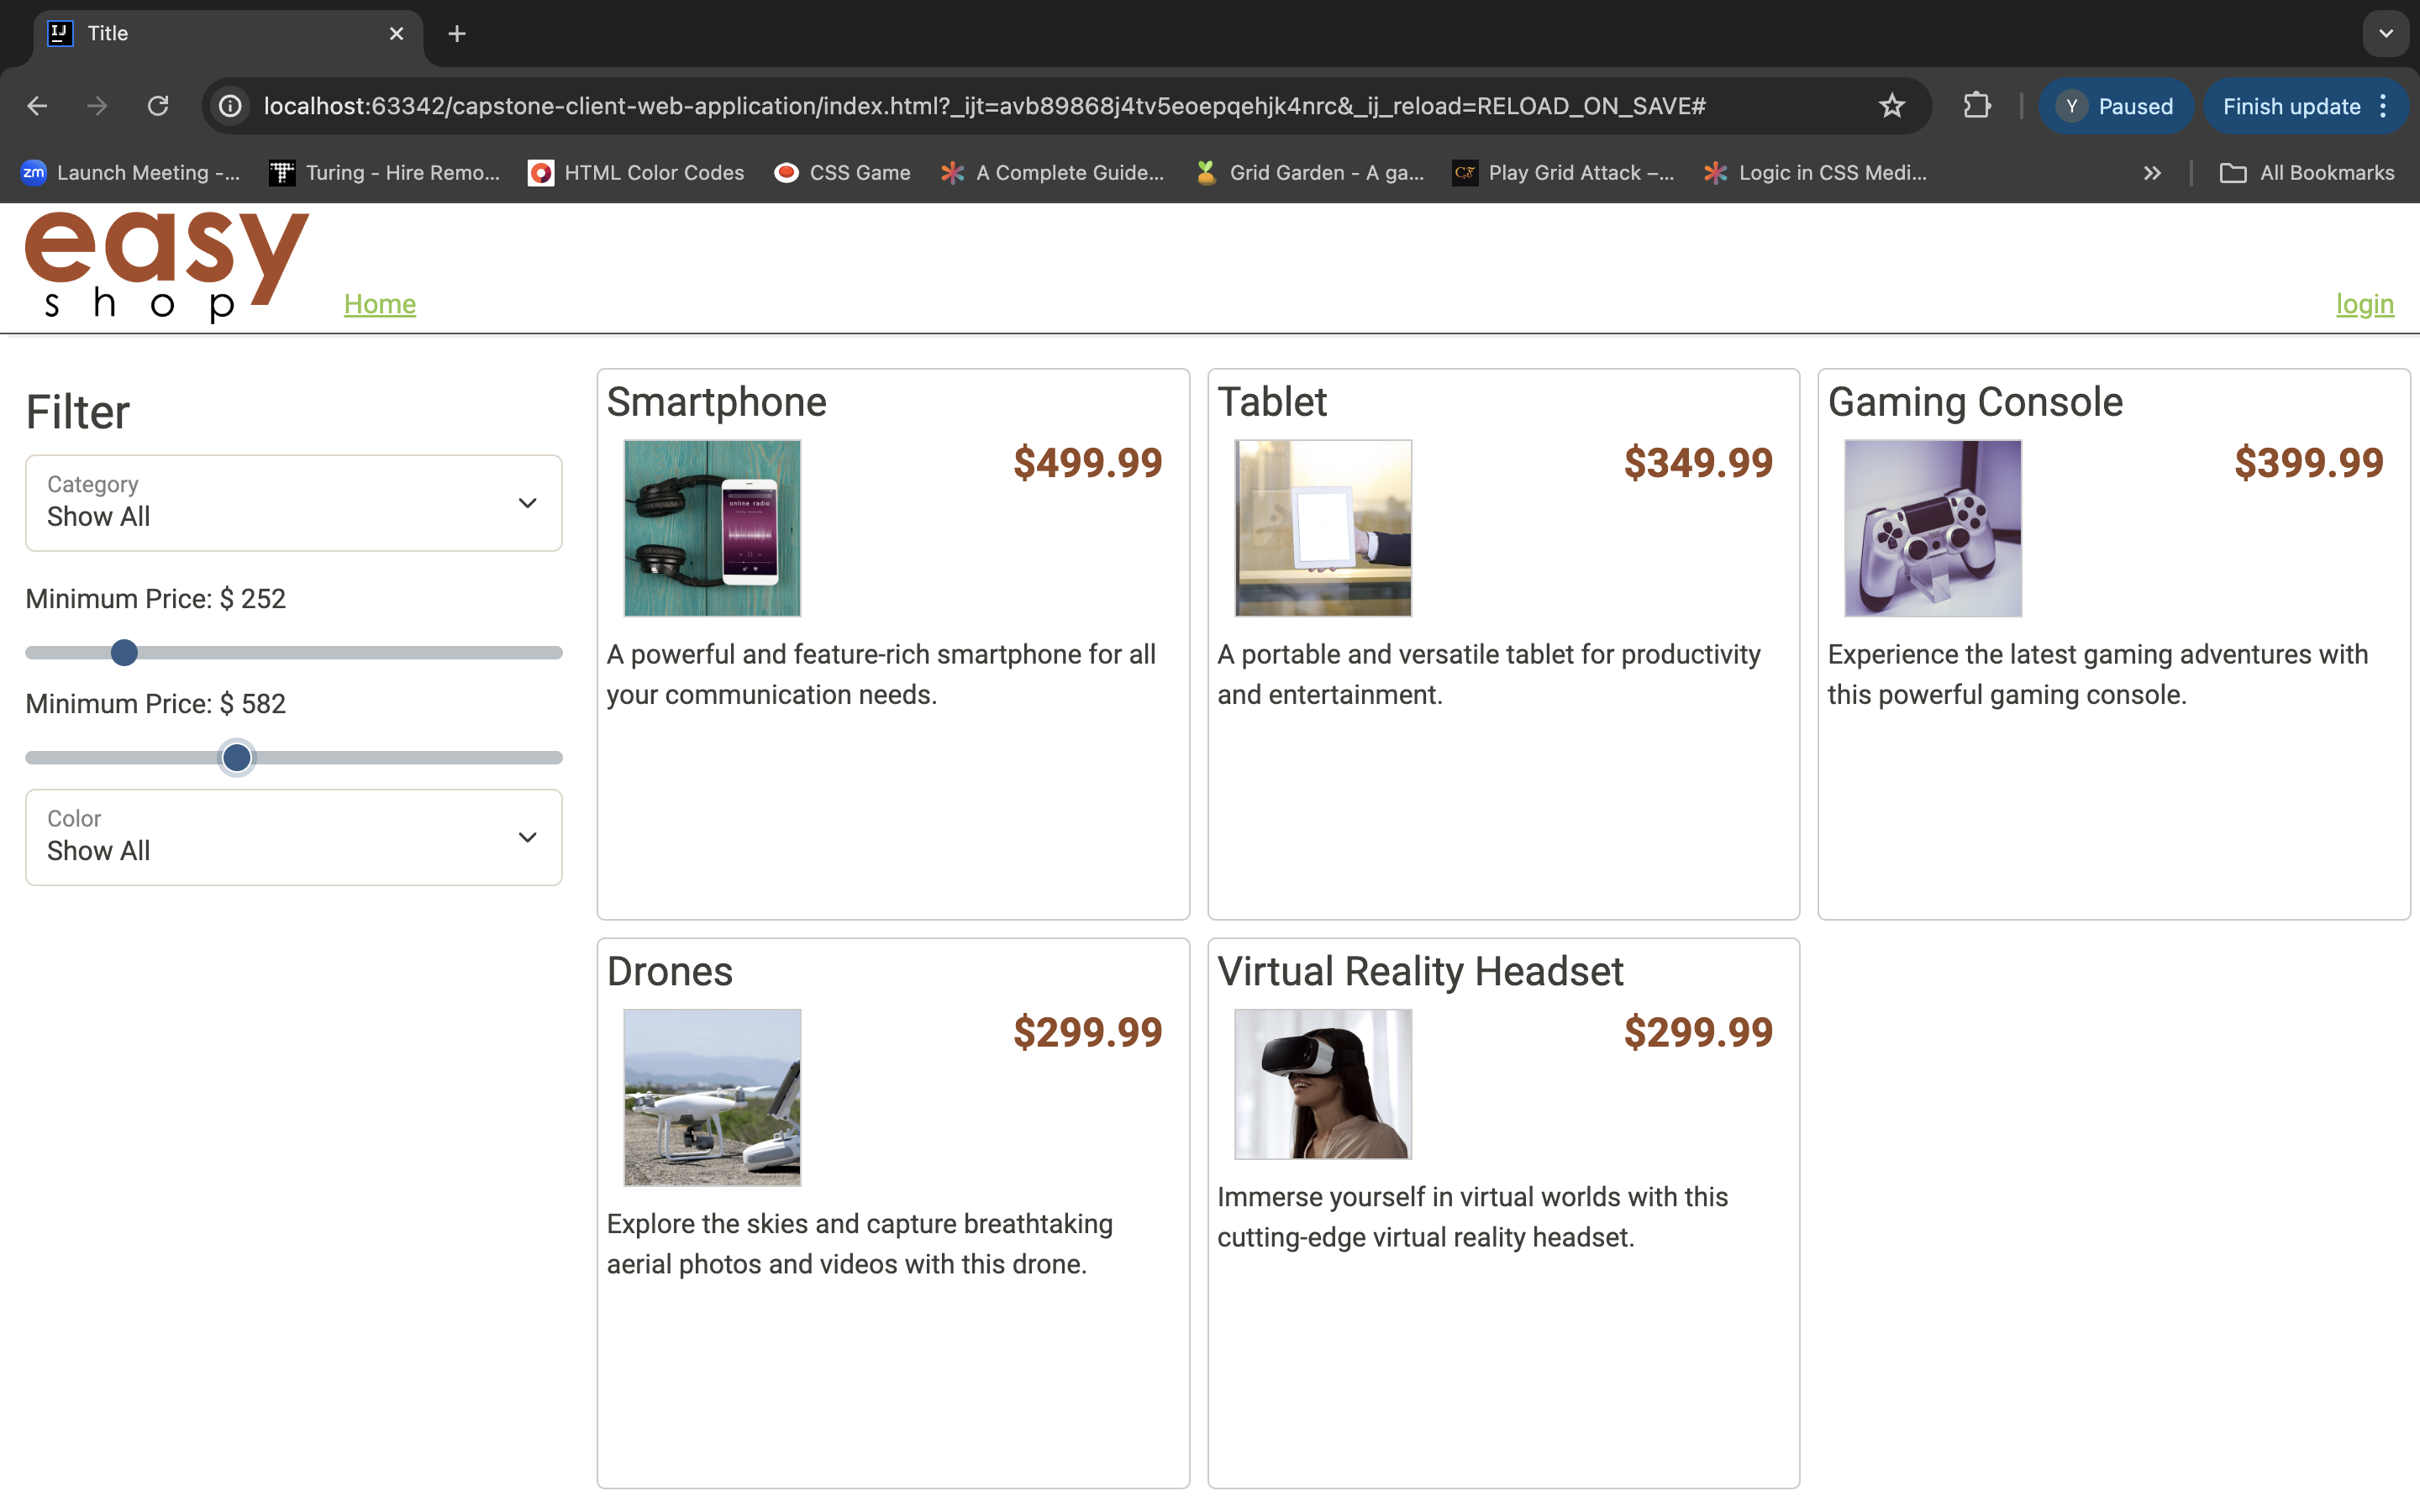 Title
localhost:63342/capstone-client-web-application/index.html?_ijt=avb89868j4tv5eoepqehjk4nrc&_ij_reload=RELOAD_ON_SAVE#
Y Paused
Finish update
zm Launch Meeting -...
Turing - Hire Remo...
HTML Color Codes
CSS Game
A Complete Guide...
Grid Garden - A ga...
Play Grid Attack –...
Logic in CSS Medi...
All Bookmarks
easy
shop
Home
login
Filter
Category
Show All
Minimum Price: $ 252
Minimum Price: $ 582
Color
Show All
Smartphone
$499.99
online radio
A powerful and feature-rich smartphone for all
your communication needs.
Tablet
$349.99
A portable and versatile tablet for productivity
and entertainment.
Gaming Console
$399.99
Experience the latest gaming adventures with
this powerful gaming console.
Drones
$299.99
Explore the skies and capture breathtaking
aerial photos and videos with this drone.
Virtual Reality Headset
$299.99
Immerse yourself in virtual worlds with this
cutting-edge virtual reality headset.